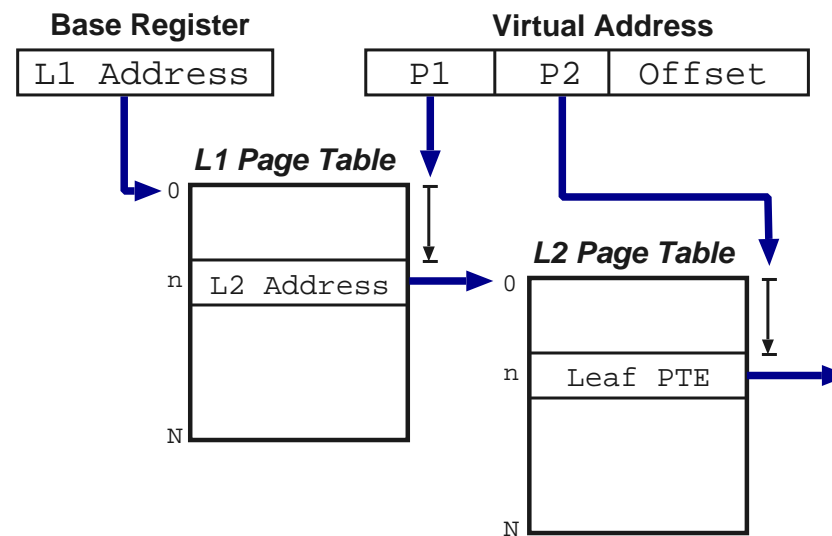 Base Register
Virtual Address
L1 Address
P1 P2 Offset
L1 Page Table
0
L2 Page Table
n L2 Address
0
n Leaf PTE
N
N